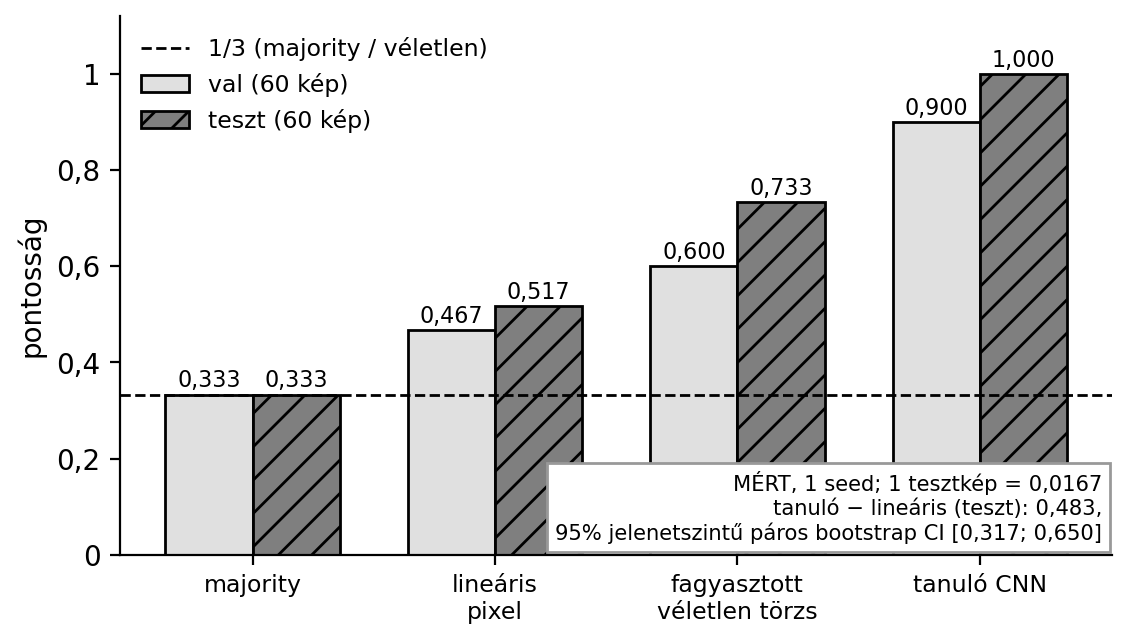 1/3 (majority / véletlen)
val (60 kép)
teszt (60 kép)
pontosság
1
0,8
0,6
0,4
0,2
0
0,333
0,333
0,467
0,517
0,600
0,733
0,900
1,000
MÉRT, 1 seed; 1 tesztkép = 0,0167
tanuló − lineáris (teszt): 0,483,
95% jelenetszintű páros bootstrap CI [0,317; 0,650]
majority
lineáris
pixel
fagyasztott
véletlen törzs
tanuló CNN